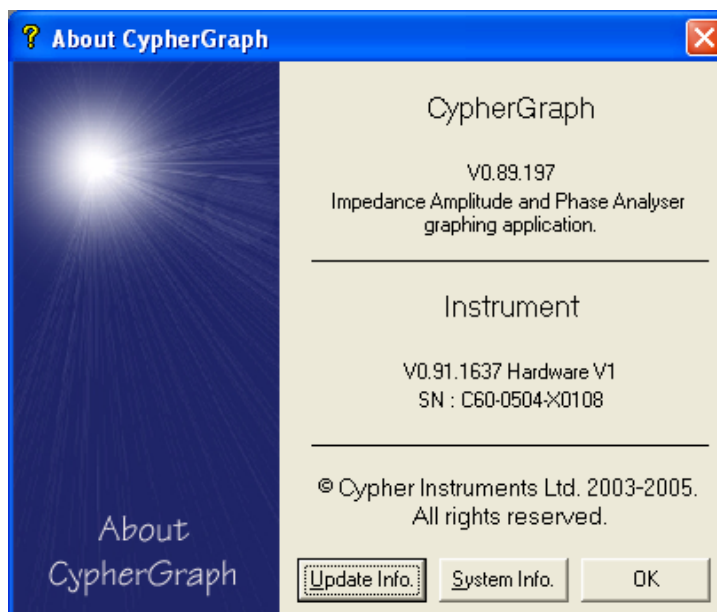 ? About CypherGraph
CypherGraph
V0.89.197
Impedance Amplitude and Phase Analyser
graphing application.
Instrument
V0.91.1637 Hardware V1
SN : C60-0504-X0108
© Cypher Instruments Ltd. 2003-2005.
All rights reserved.
About
CypherGraph
Update Info. System Info. OK